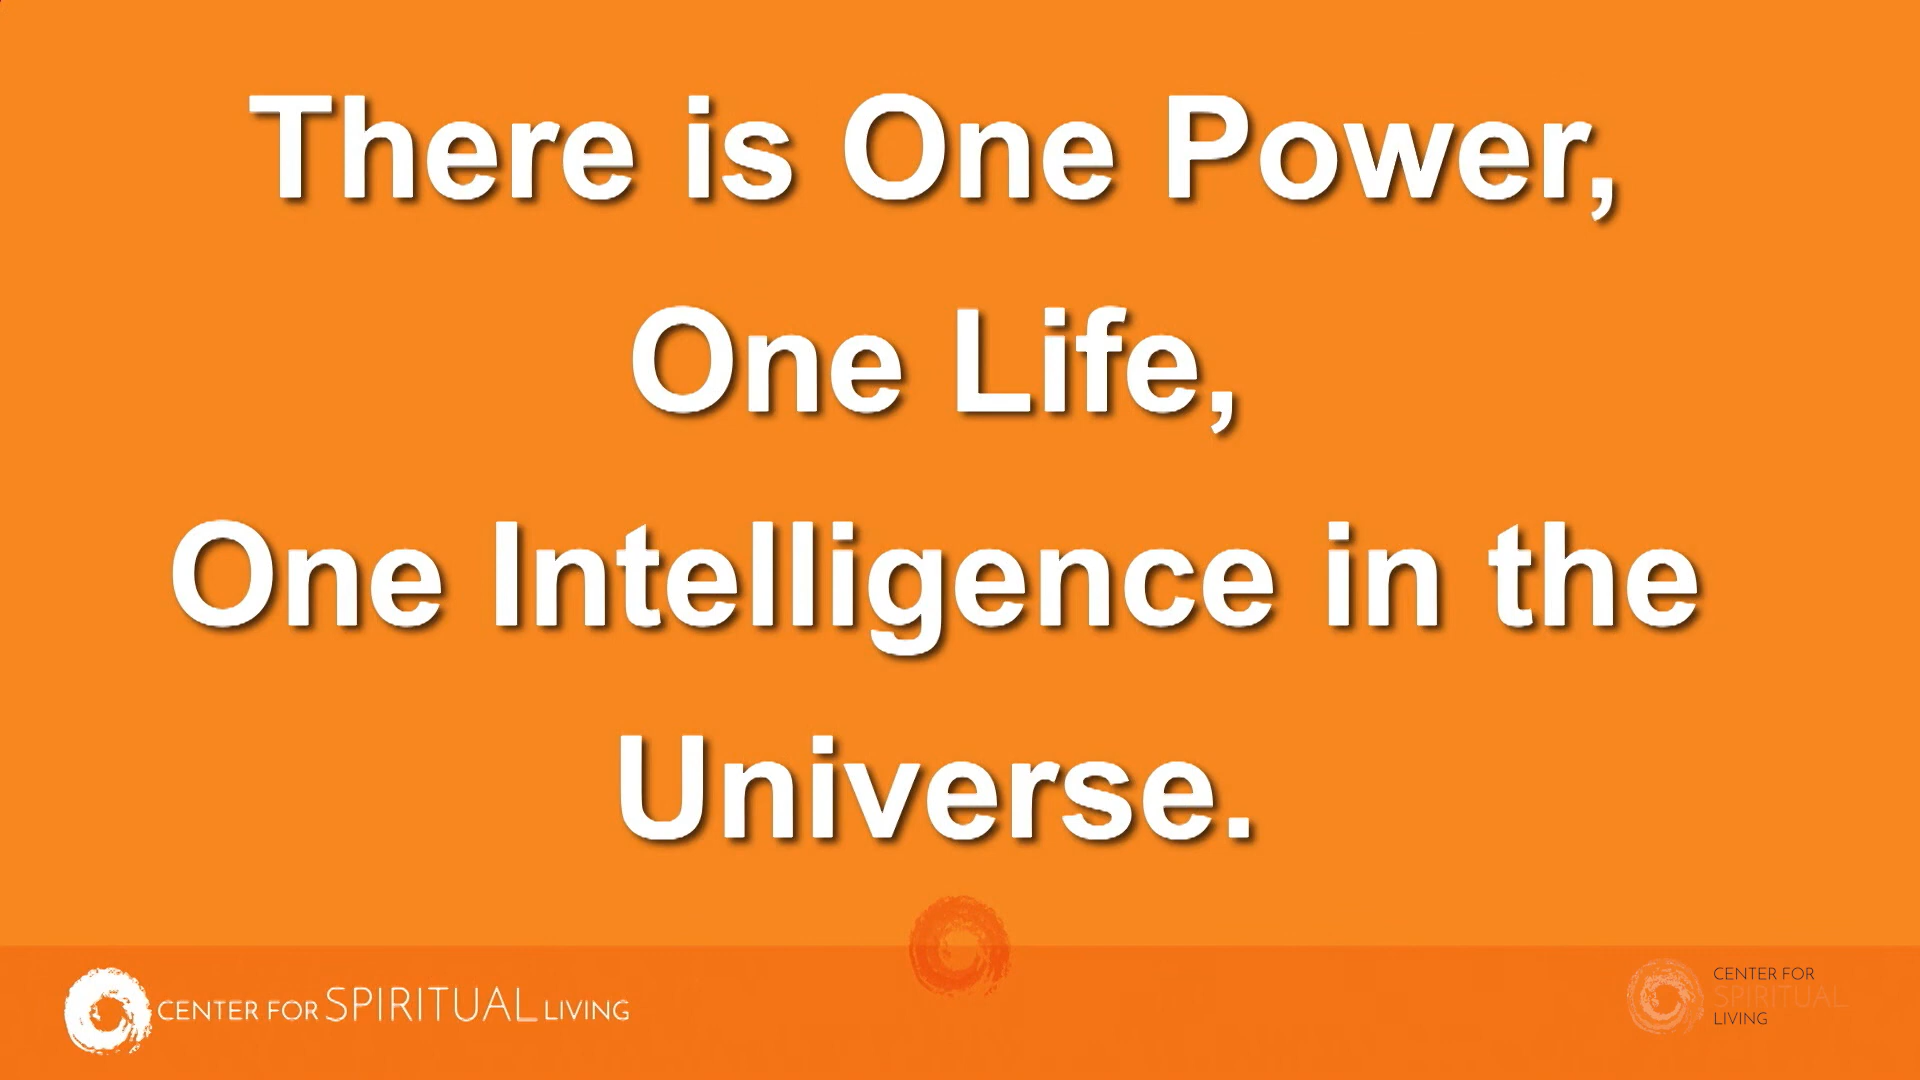 There is One Power,
One Life,
One Intelligence in the
Universe.
CENTER FOR SPIRITUAL LIVING
CENTER FOR
SPIRITUAL
LIVING